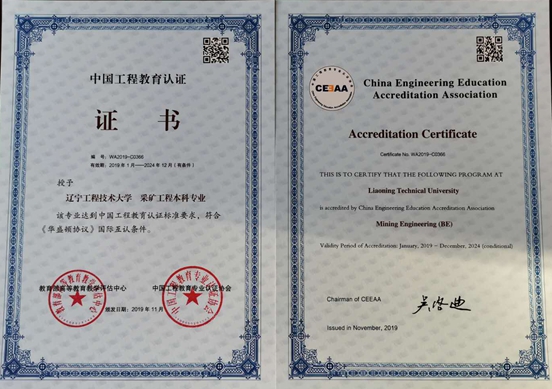 中国工程教育认证
证 书
编 号：WA2019-C0366
有效期：2019年1月——2024年12月（有条件）
授予
辽宁工程技术大学 采矿工程本科专业
该专业达到中国工程教育认证标准要求，符合
《华盛顿协议》国际互认条件。
教育部高等教育教学评估中心
中国工程教育专业认证协会
颁发日期：2019年11月
CEEAA
China Engineering Education
Accreditation Association
Accreditation Certificate
Certificate No. WA2019-C0366
THIS IS TO CERTIFY THAT THE FOLLOWING PROGRAM AT
Liaoning Technical University
is accredited by China Engineering Education Accreditation Association
Mining Engineering (BE)
Validity Period of Accreditation: January, 2019 – December, 2024 (conditional)
Chairman of CEEAA
吴启迪
Issued in November, 2019